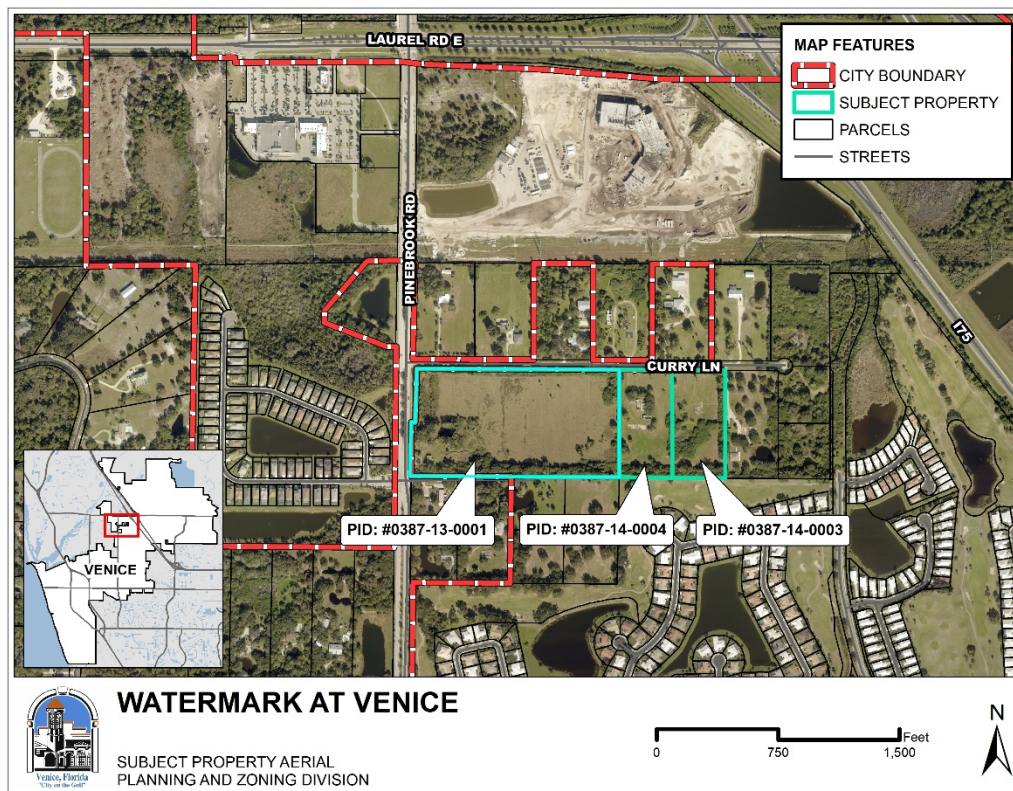 LAUREL RD E
MAP FEATURES
CITY BOUNDARY
SUBJECT PROPERTY
PARCELS
STREETS
PINEBROOK RD
I75
CURRY LN
PID: #0387-13-0001
PID: #0387-14-0004
PID: #0387-14-0003
VENICE
WATERMARK AT VENICE
SUBJECT PROPERTY AERIAL
PLANNING AND ZONING DIVISION
Venice, Florida
"City on the Gulf"
Feet
0 750 1,500
N